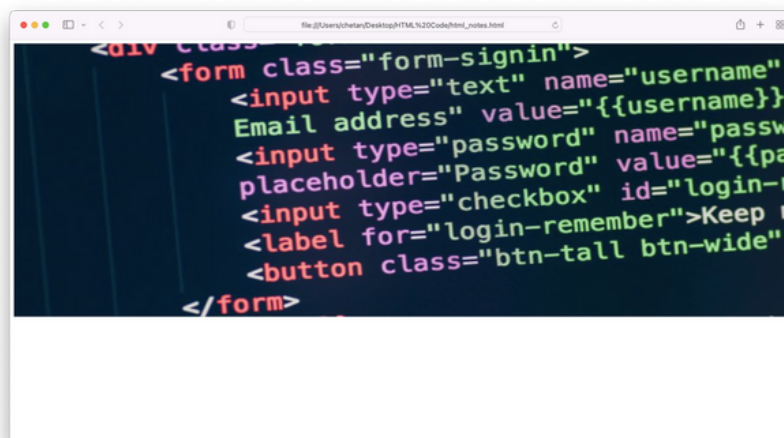 file:///Users/chetan/Desktop/HTML%20Code/html_notes.html
<div class="
<form class="form-signin">
<input type="text" name="username"
Email address" value="{{username}}
<input type="password" name="passw
placeholder="Password" value="{{pa
<input type="checkbox" id="login-
<label for="login-remember">Keep
<button class="btn-tall btn-wide"
</form>